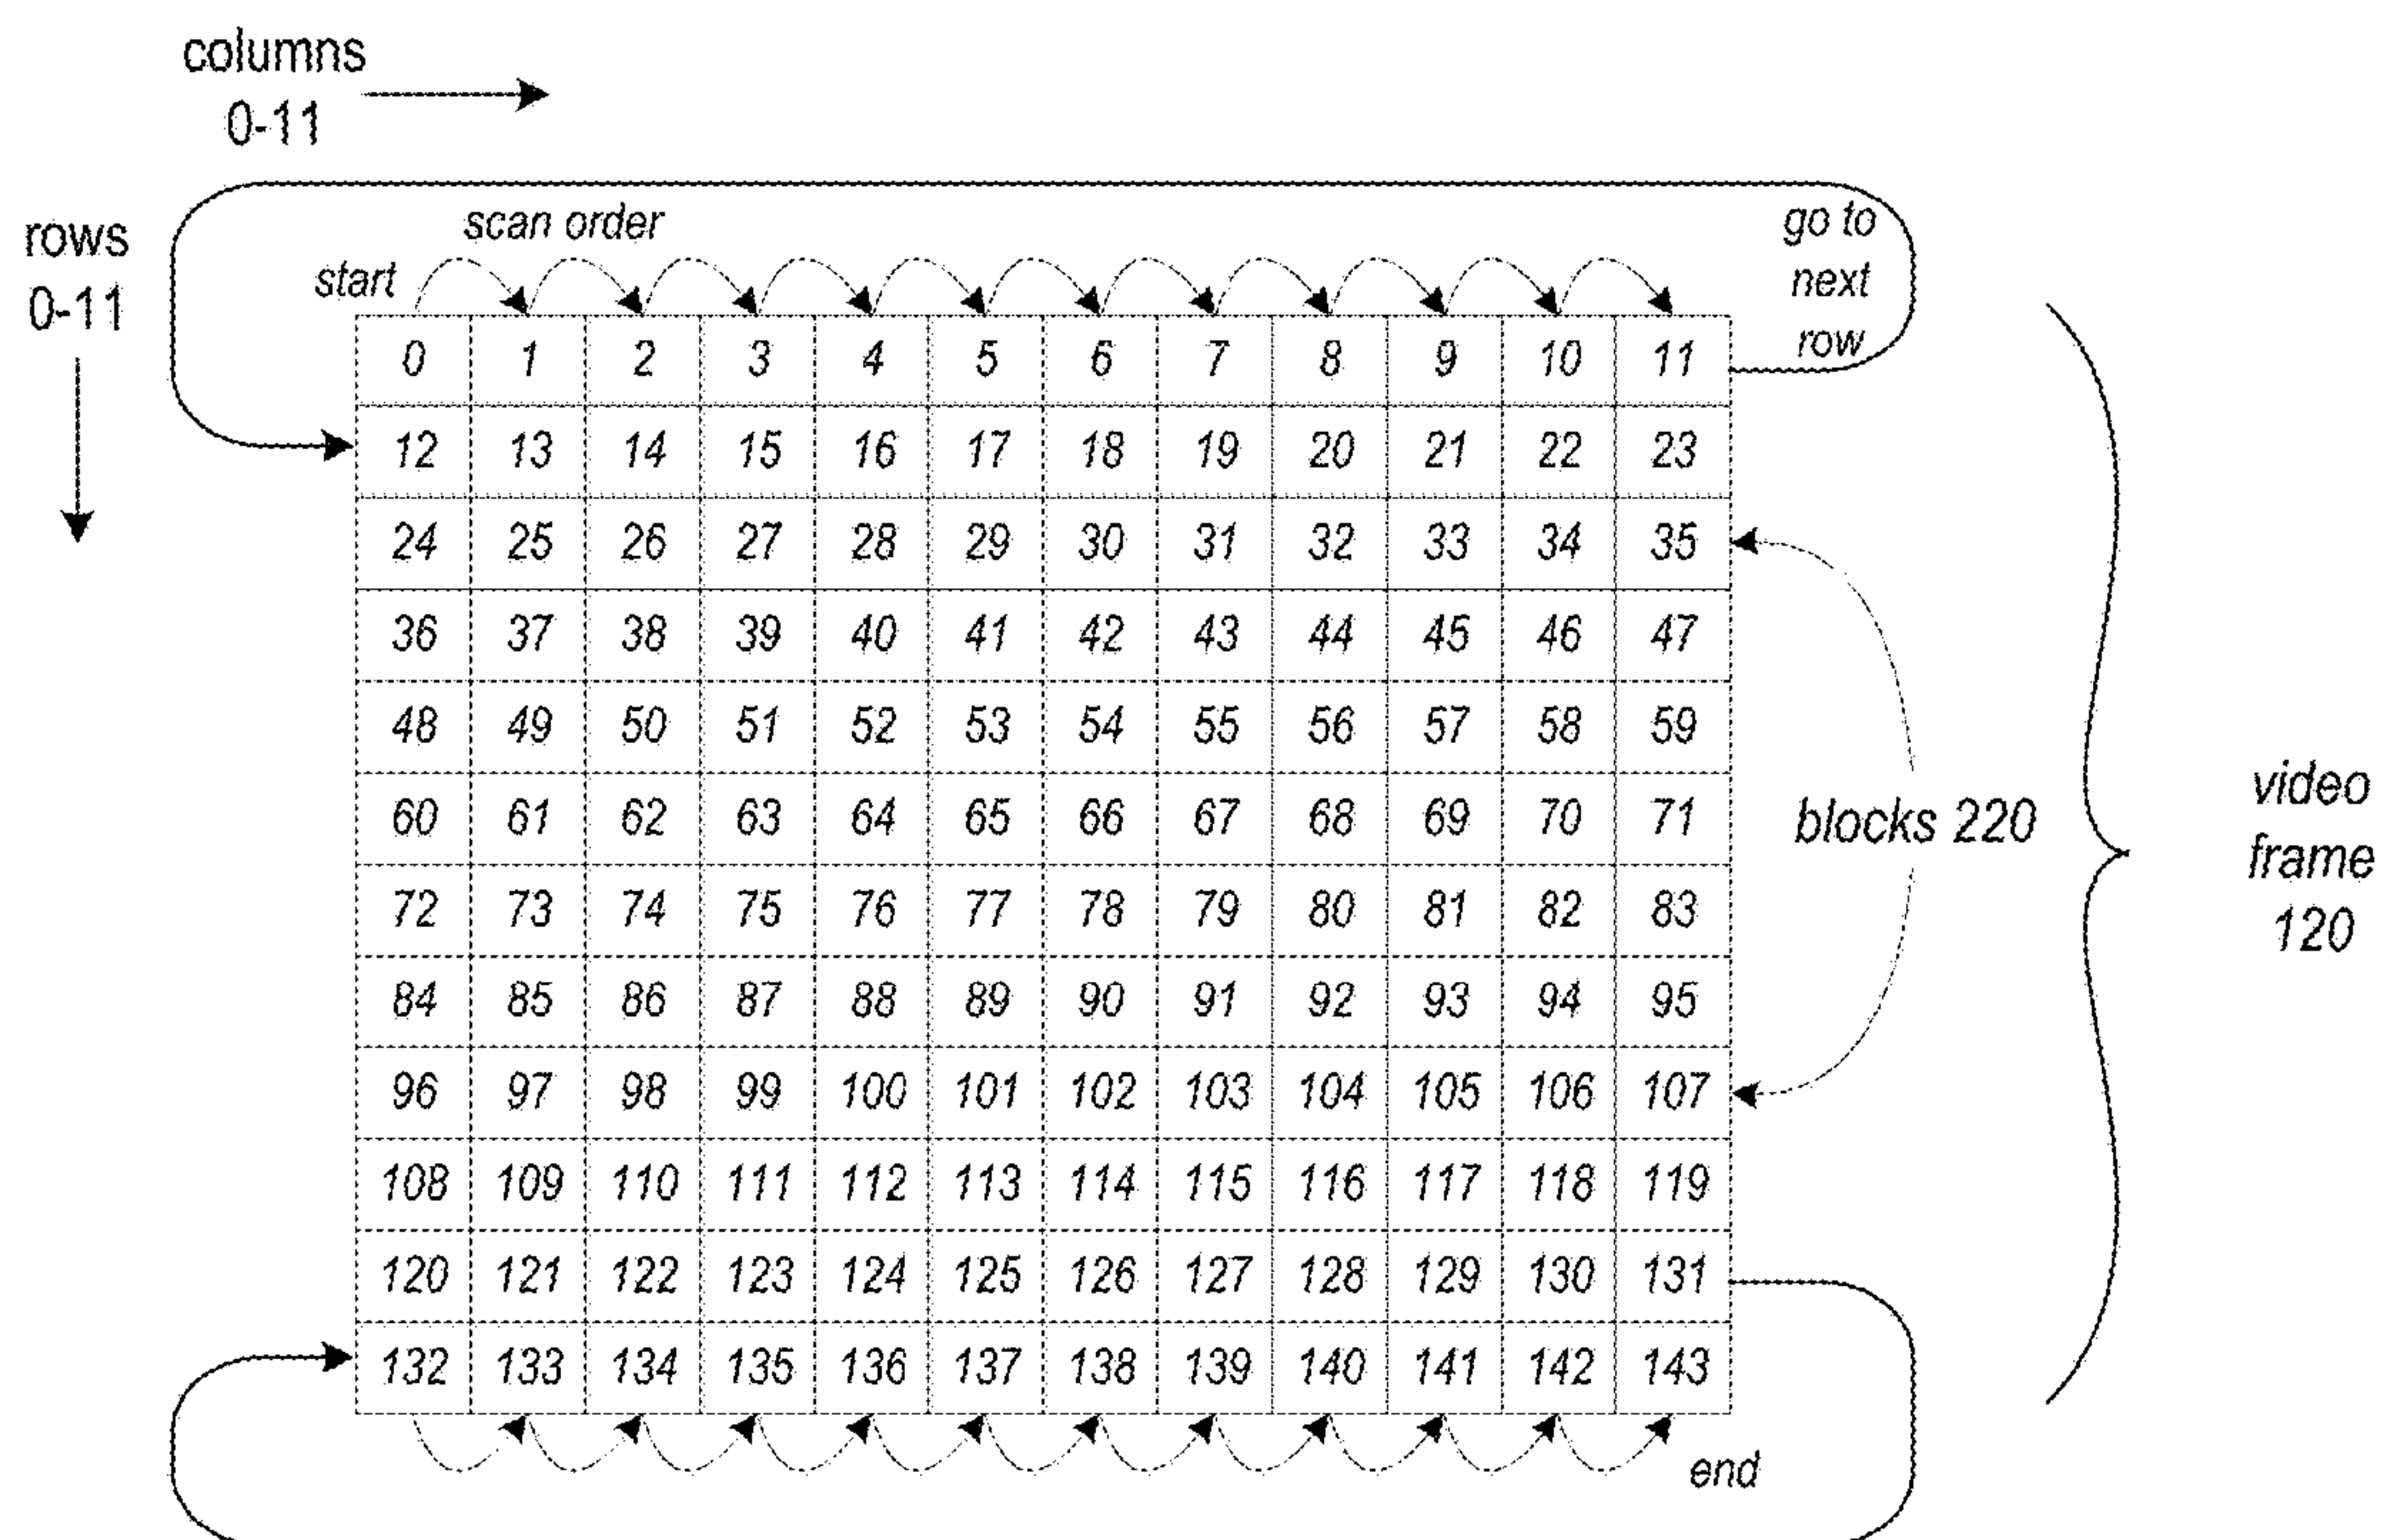 columns
0-11
rows
0-11
scan order
start
go to
next
row
0 1 2 3 4 5 6 7 8 9 10 11
12 13 14 15 16 17 18 19 20 21 22 23
24 25 26 27 28 29 30 31 32 33 34 35
36 37 38 39 40 41 42 43 44 45 46 47
48 49 50 51 52 53 54 55 56 57 58 59
60 61 62 63 64 65 66 67 68 69 70 71
72 73 74 75 76 77 78 79 80 81 82 83
84 85 86 87 88 89 90 91 92 93 94 95
96 97 98 99 100 101 102 103 104 105 106 107
108 109 110 111 112 113 114 115 116 117 118 119
120 121 122 123 124 125 126 127 128 129 130 131
132 133 134 135 136 137 138 139 140 141 142 143
end
blocks 220
video
frame
120